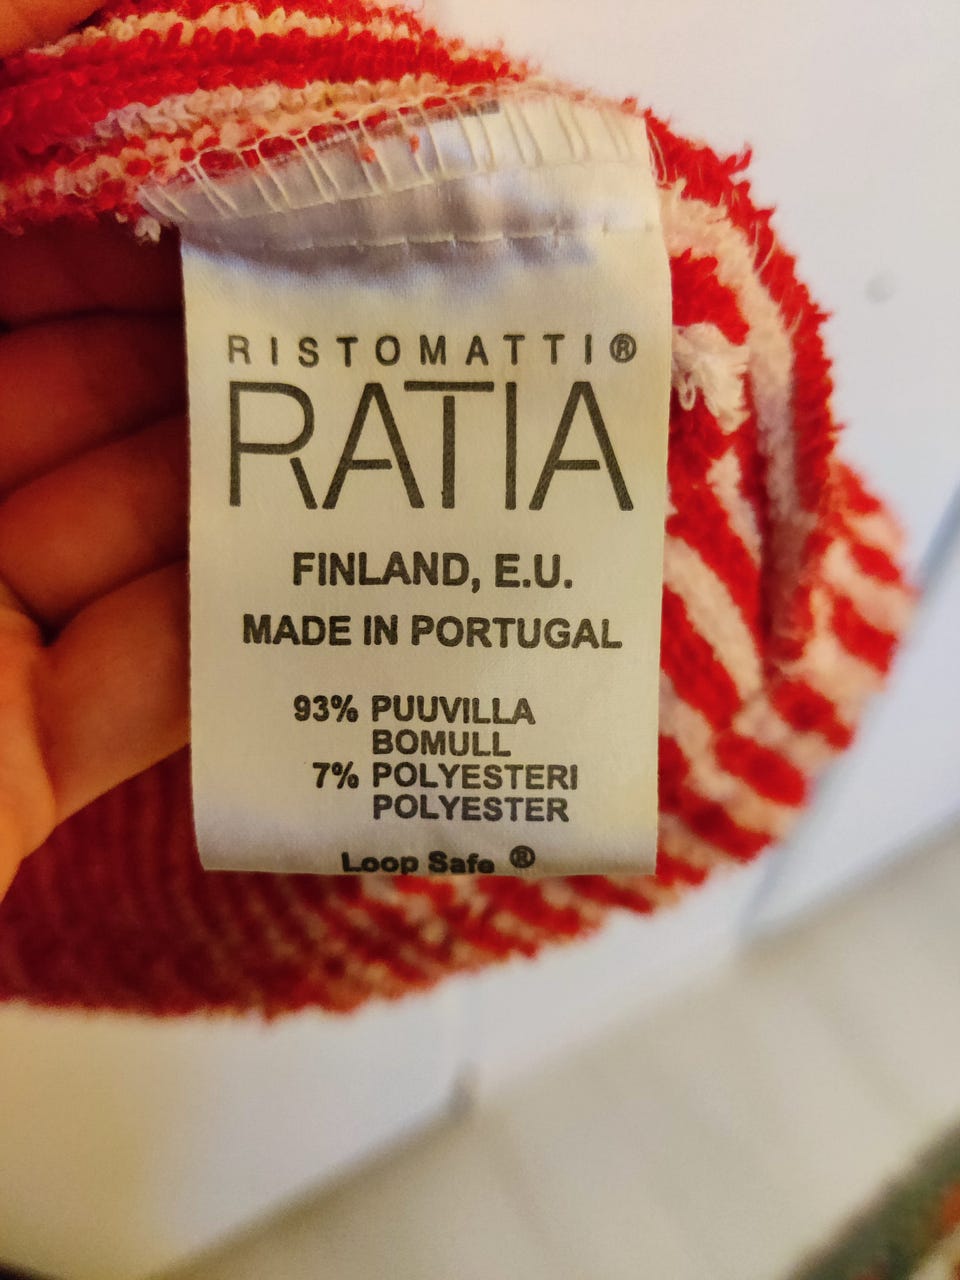 RISTOMATTI®
RATIA
FINLAND, E.U.
MADE IN PORTUGAL
93% PUUVILLA
BOMULL
7% POLYESTERI
POLYESTER
Loop Safe ®